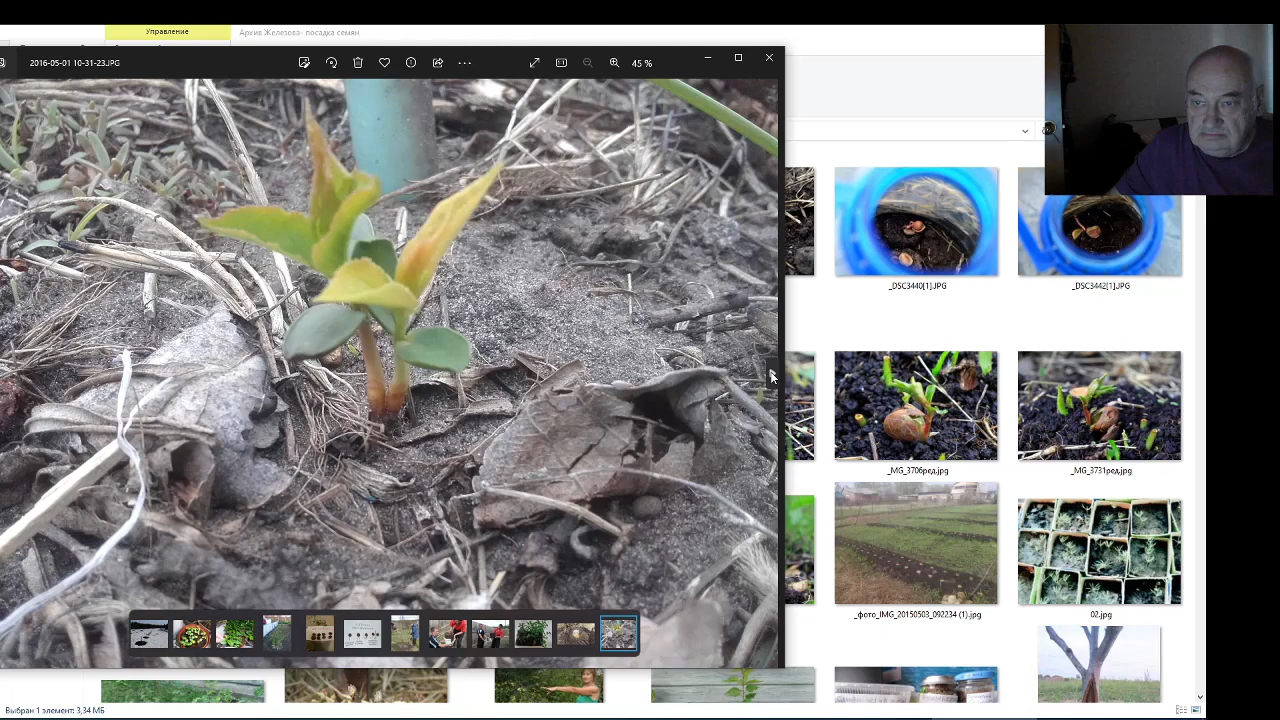 Управление
Архив Железова- посадка семян
2016-05-01 10-31-23.JPG
45 %
_DSC3440[1].JPG
_DSC3442[1].JPG
_MG_3706ред.jpg
_MG_3731ред.jpg
_фото_IMG_20150503_092234 (1).jpg
02.jpg
Выбран 1 элемент: 3,34 МБ